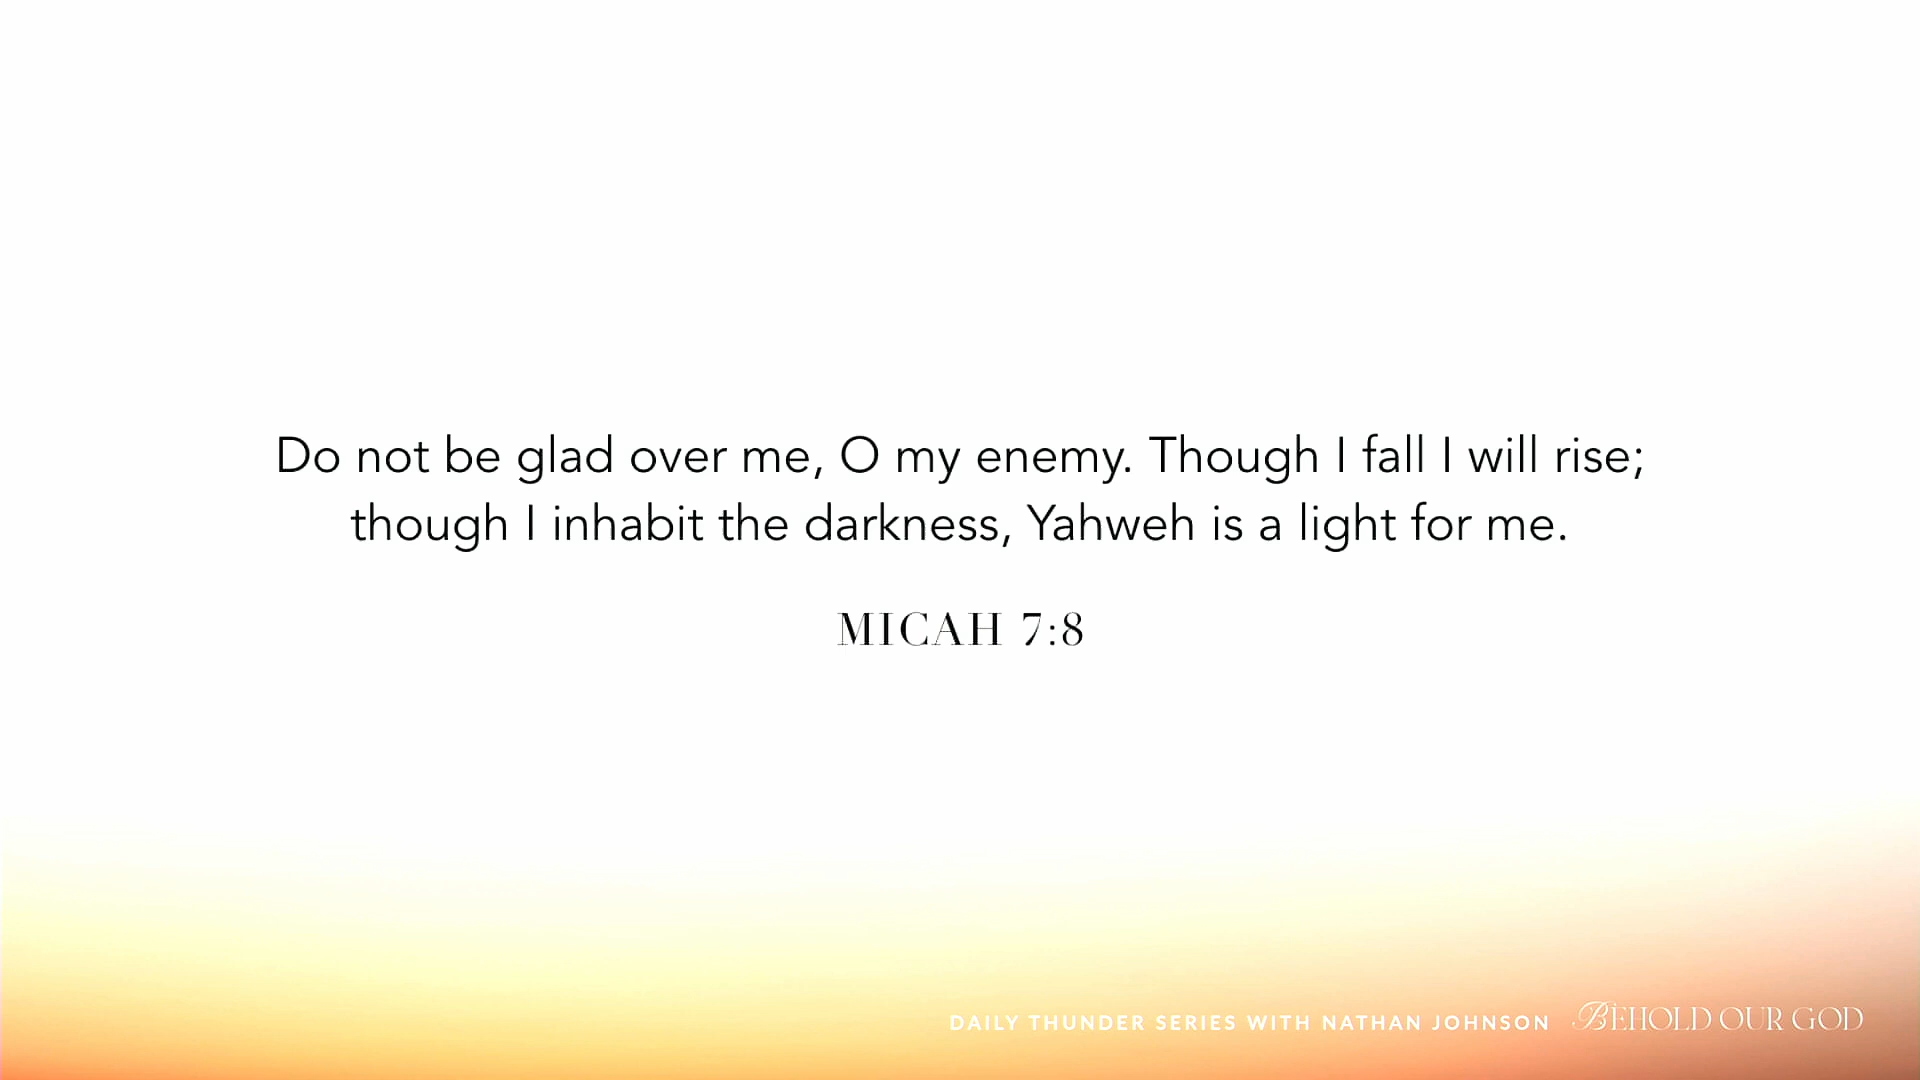 Do not be glad over me, O my enemy. Though I fall I will rise;
though I inhabit the darkness, Yahweh is a light for me.
MICAH 7:8
DAILY THUNDER SERIES WITH NATHAN JOHNSON BEHOLD OUR GOD